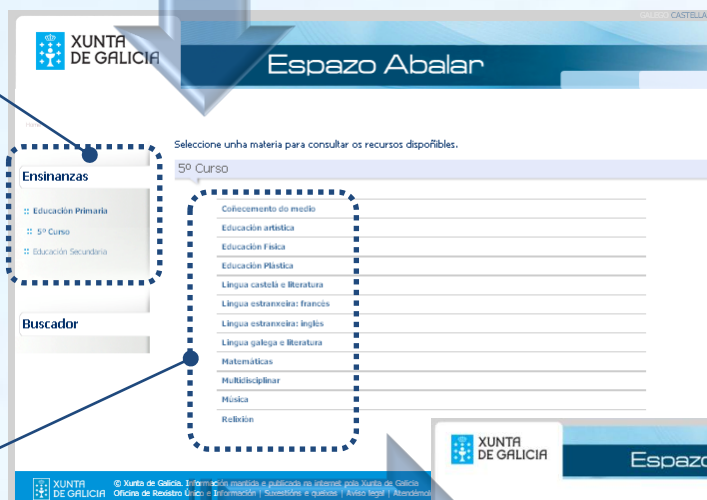 GALEGO CASTELLA
XUNTA
DE GALICIA
Espazo Abalar
Home
Seleccione unha materia para consultar os recursos dispoñibles.
5º Curso
Ensinanzas
:: Educación Primaria
:: 5º Curso
:: Educación Secundaria
Buscador
Coñecemento do medio
Educación artística
Educación Física
Educación Plástica
Lingua castelá e literatura
Lingua estranxeira: francés
Lingua estranxeira: inglés
Lingua galega e literatura
Matemáticas
Multidisciplinar
Música
Relixión
XUNTA
DE GALICIA
Espazo
XUNTA
DE GALICIA
© Xunta de Galicia. Información mantida e publicada na internet pola Xunta de Galicia
Oficina de Rexistro Único e Información | Suxestións e queixas | Aviso legal | Atendémol